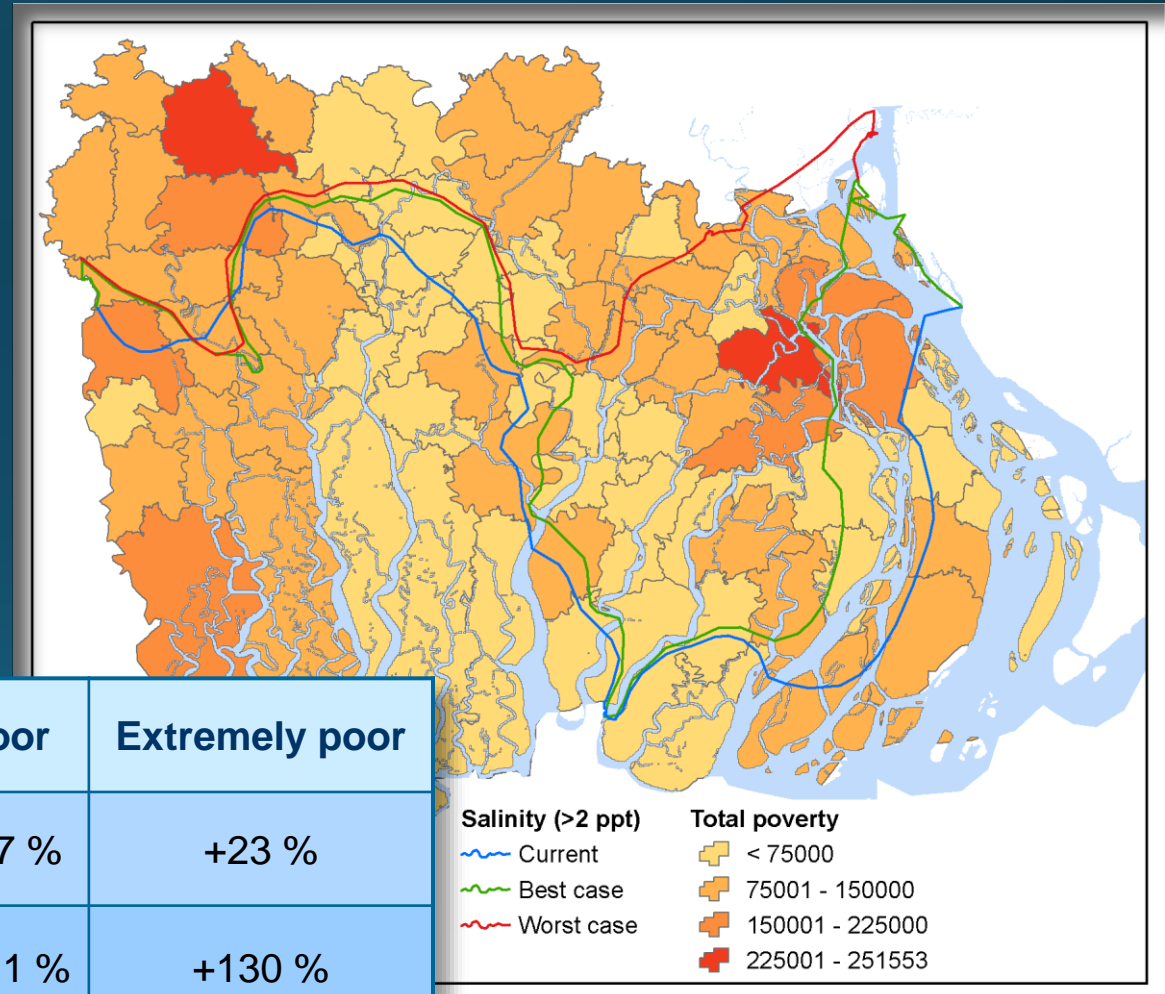 oor
Extremely poor
7 %
+23 %
1 %
+130 %
Salinity (>2 ppt)
Current
Best case
Worst case
Total poverty
< 75000
75001 - 150000
150001 - 225000
225001 - 251553